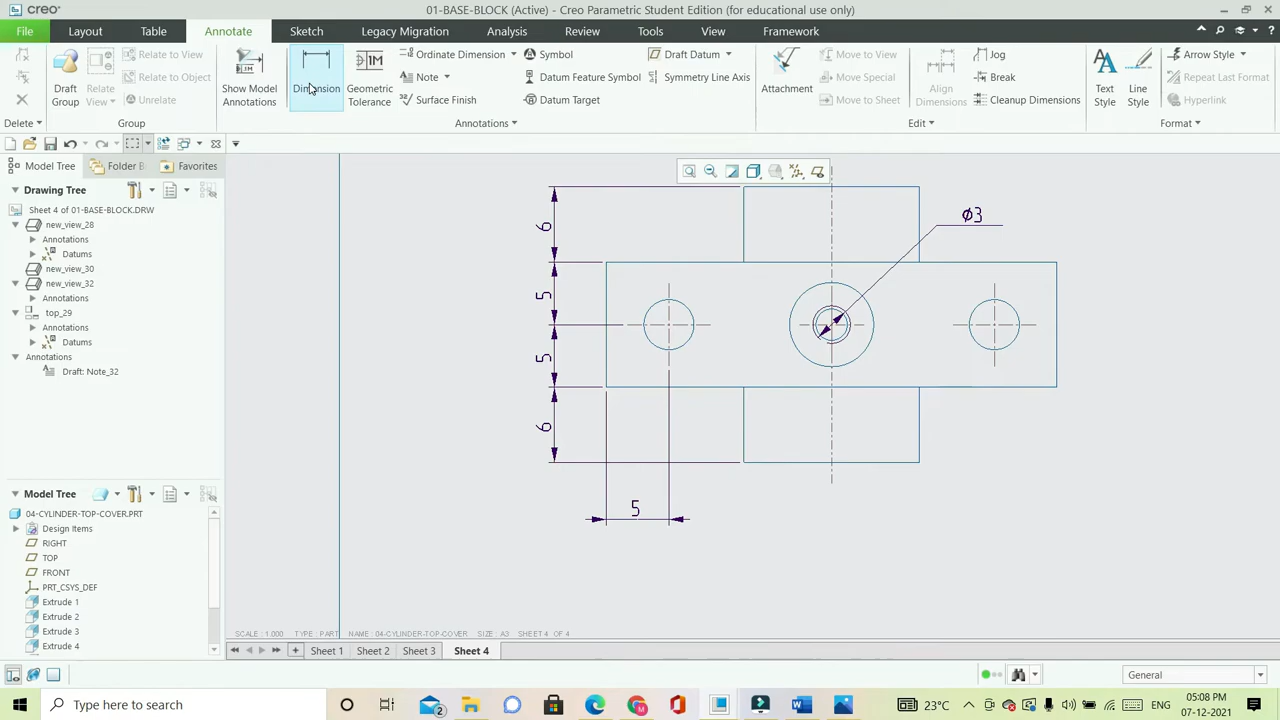 creo
01-BASE-BLOCK (Active) - Creo Parametric Student Edition (for educational use only)
File Layout Table Annotate Sketch Legacy Migration Analysis Review Tools View Framework
Relate to View
Relate to Object
Unrelate
Draft Group
Relate View
Show Model Annotations
Dimension
Geometric Tolerance
Ordinate Dimension
Note
Surface Finish
Symbol
Datum Feature Symbol
Datum Target
Draft Datum
Symmetry Line Axis
Attachment
Move to View
Move Special
Move to Sheet
Align Dimensions
Jog
Break
Cleanup Dimensions
Text Style
Line Style
Arrow Style
Repeat Last Format
Hyperlink
Delete Group Annotations Edit Format
Model Tree Folder B Favorites
Drawing Tree
Sheet 4 of 01-BASE-BLOCK.DRW
new_view_28
Annotations
Datums
new_view_30
new_view_32
Annotations
top_29
Annotations
Datums
Annotations
Draft: Note_32
Model Tree
04-CYLINDER-TOP-COVER.PRT
Design Items
RIGHT
TOP
FRONT
PRT_CSYS_DEF
Extrude 1
Extrude 2
Extrude 3
Extrude 4
6
5
5
6
5
ø3
SCALE : 1.000 TYPE : PART NAME : 04-CYLINDER-TOP-COVER SIZE : A3 SHEET 4 OF 4
Sheet 1 Sheet 2 Sheet 3 Sheet 4
General
Type here to search
2
23°C
ENG
05:08 PM
07-12-2021